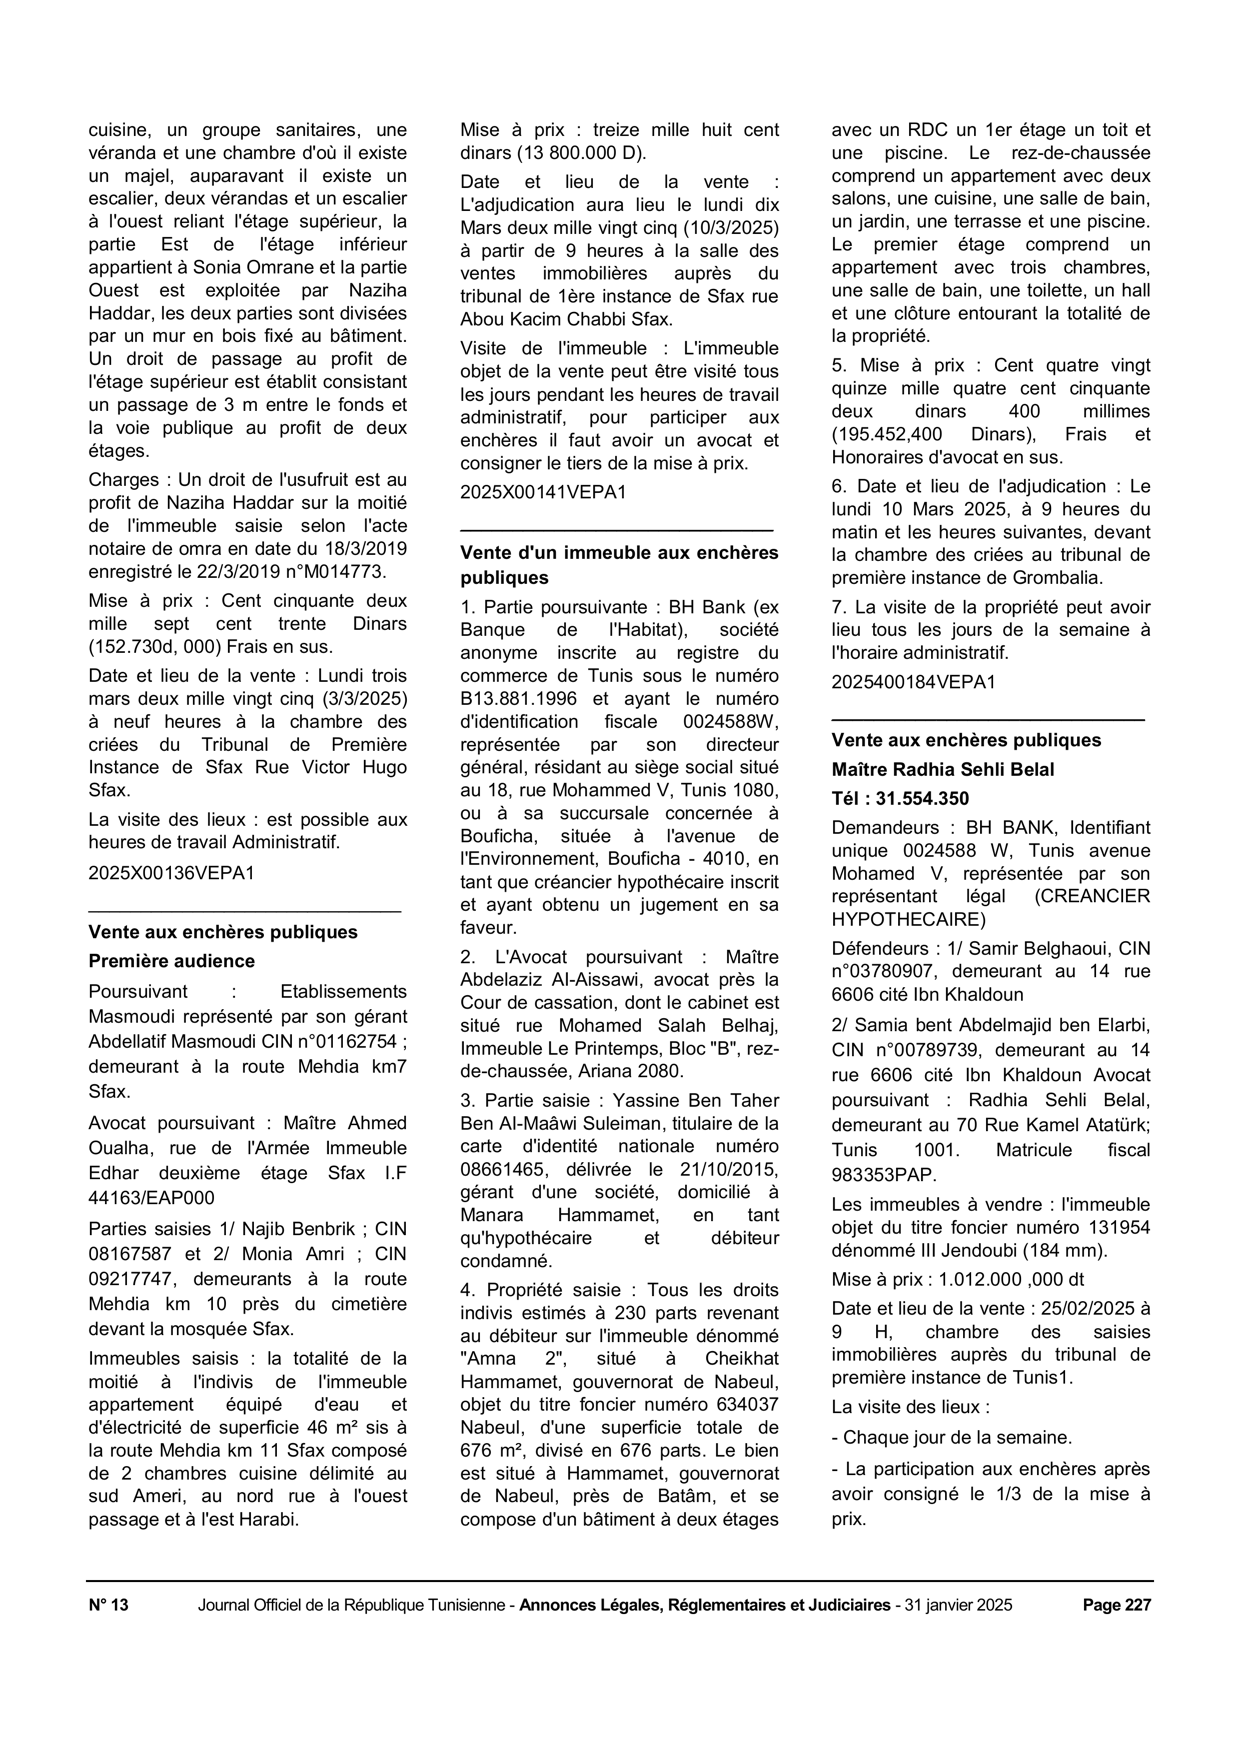 cuisine, un groupe sanitaires, une
véranda et une chambre d'où il existe
un majel, auparavant il existe un
escalier, deux vérandas et un escalier
à l'ouest reliant l'étage supérieur, la
partie Est de l'étage inférieur
appartient à Sonia Omrane et la partie
Ouest est exploitée par Naziha
Haddar, les deux parties sont divisées
par un mur en bois fixé au bâtiment.
Un droit de passage au profit de
l'étage supérieur est établit consistant
un passage de 3 m entre le fonds et
la voie publique au profit de deux
étages.
Charges : Un droit de l'usufruit est au
profit de Naziha Haddar sur la moitié
de l'immeuble saisie selon l'acte
notaire de omra en date du 18/3/2019
enregistré le 22/3/2019 n°M014773.
Mise à prix : Cent cinquante deux
mille sept cent trente Dinars
(152.730d, 000) Frais en sus.
Date et lieu de la vente : Lundi trois
mars deux mille vingt cinq (3/3/2025)
à neuf heures à la chambre des
criées du Tribunal de Première
Instance de Sfax Rue Victor Hugo
Sfax.
La visite des lieux : est possible aux
heures de travail Administratif.
2025X00136VEPA1
Vente aux enchères publiques
Première audience
Poursuivant : Etablissements
Masmoudi représenté par son gérant
Abdellatif Masmoudi CIN n°01162754 ;
demeurant à la route Mehdia km7
Sfax.
Avocat poursuivant : Maître Ahmed
Oualha, rue de l'Armée Immeuble
Edhar deuxième étage Sfax I.F
44163/EAP000
Parties saisies 1/ Najib Benbrik ; CIN
08167587 et 2/ Monia Amri ; CIN
09217747, demeurants à la route
Mehdia km 10 près du cimetière
devant la mosquée Sfax.
Immeubles saisis : la totalité de la
moitié à l'indivis de l'immeuble
appartement équipé d'eau et
d'électricité de superficie 46 m² sis à
la route Mehdia km 11 Sfax composé
de 2 chambres cuisine délimité au
sud Ameri, au nord rue à l'ouest
passage et à l'est Harabi.
Mise à prix : treize mille huit cent
dinars (13 800.000 D).
Date et lieu de la vente :
L'adjudication aura lieu le lundi dix
Mars deux mille vingt cinq (10/3/2025)
à partir de 9 heures à la salle des
ventes immobilières auprès du
tribunal de 1ère instance de Sfax rue
Abou Kacim Chabbi Sfax.
Visite de l'immeuble : L'immeuble
objet de la vente peut être visité tous
les jours pendant les heures de travail
administratif, pour participer aux
enchères il faut avoir un avocat et
consigner le tiers de la mise à prix.
2025X00141VEPA1
Vente d'un immeuble aux enchères
publiques
1. Partie poursuivante : BH Bank (ex
Banque de l'Habitat), société
anonyme inscrite au registre du
commerce de Tunis sous le numéro
B13.881.1996 et ayant le numéro
d'identification fiscale 0024588W,
représentée par son directeur
général, résidant au siège social situé
au 18, rue Mohammed V, Tunis 1080,
ou à sa succursale concernée à
Bouficha, située à l'avenue de
l'Environnement, Bouficha - 4010, en
tant que créancier hypothécaire inscrit
et ayant obtenu un jugement en sa
faveur.
2. L'Avocat poursuivant : Maître
Abdelaziz Al-Aissawi, avocat près la
Cour de cassation, dont le cabinet est
situé rue Mohamed Salah Belhaj,
Immeuble Le Printemps, Bloc "B", rez-
de-chaussée, Ariana 2080.
3. Partie saisie : Yassine Ben Taher
Ben Al-Maâwi Suleiman, titulaire de la
carte d'identité nationale numéro
08661465, délivrée le 21/10/2015,
gérant d'une société, domicilié à
Manara Hammamet, en tant
qu'hypothécaire et débiteur
condamné.
4. Propriété saisie : Tous les droits
indivis estimés à 230 parts revenant
au débiteur sur l'immeuble dénommé
"Amna 2", situé à Cheikhat
Hammamet, gouvernorat de Nabeul,
objet du titre foncier numéro 634037
Nabeul, d'une superficie totale de
676 m², divisé en 676 parts. Le bien
est situé à Hammamet, gouvernorat
de Nabeul, près de Batâm, et se
compose d'un bâtiment à deux étages
avec un RDC un 1er étage un toit et
une piscine. Le rez-de-chaussée
comprend un appartement avec deux
salons, une cuisine, une salle de bain,
un jardin, une terrasse et une piscine.
Le premier étage comprend un
appartement avec trois chambres,
une salle de bain, une toilette, un hall
et une clôture entourant la totalité de
la propriété.
5. Mise à prix : Cent quatre vingt
quinze mille quatre cent cinquante
deux dinars 400 millimes
(195.452,400 Dinars), Frais et
Honoraires d'avocat en sus.
6. Date et lieu de l'adjudication : Le
lundi 10 Mars 2025, à 9 heures du
matin et les heures suivantes, devant
la chambre des criées au tribunal de
première instance de Grombalia.
7. La visite de la propriété peut avoir
lieu tous les jours de la semaine à
l'horaire administratif.
2025400184VEPA1
Vente aux enchères publiques
Maître Radhia Sehli Belal
Tél : 31.554.350
Demandeurs : BH BANK, Identifiant
unique 0024588 W, Tunis avenue
Mohamed V, représentée par son
représentant légal (CREANCIER
HYPOTHECAIRE)
Défendeurs : 1/ Samir Belghaoui, CIN
n°03780907, demeurant au 14 rue
6606 cité Ibn Khaldoun
2/ Samia bent Abdelmajid ben Elarbi,
CIN n°00789739, demeurant au 14
rue 6606 cité Ibn Khaldoun Avocat
poursuivant : Radhia Sehli Belal,
demeurant au 70 Rue Kamel Atatürk;
Tunis 1001. Matricule fiscal
983353PAP.
Les immeubles à vendre : l'immeuble
objet du titre foncier numéro 131954
dénommé III Jendoubi (184 mm).
Mise à prix : 1.012.000 ,000 dt
Date et lieu de la vente : 25/02/2025 à
9 H, chambre des saisies
immobilières auprès du tribunal de
première instance de Tunis1.
La visite des lieux :
- Chaque jour de la semaine.
- La participation aux enchères après
avoir consigné le 1/3 de la mise à
prix.
N° 13 Journal Officiel de la République Tunisienne - Annonces Légales, Réglementaires et Judiciaires - 31 janvier 2025 Page 227